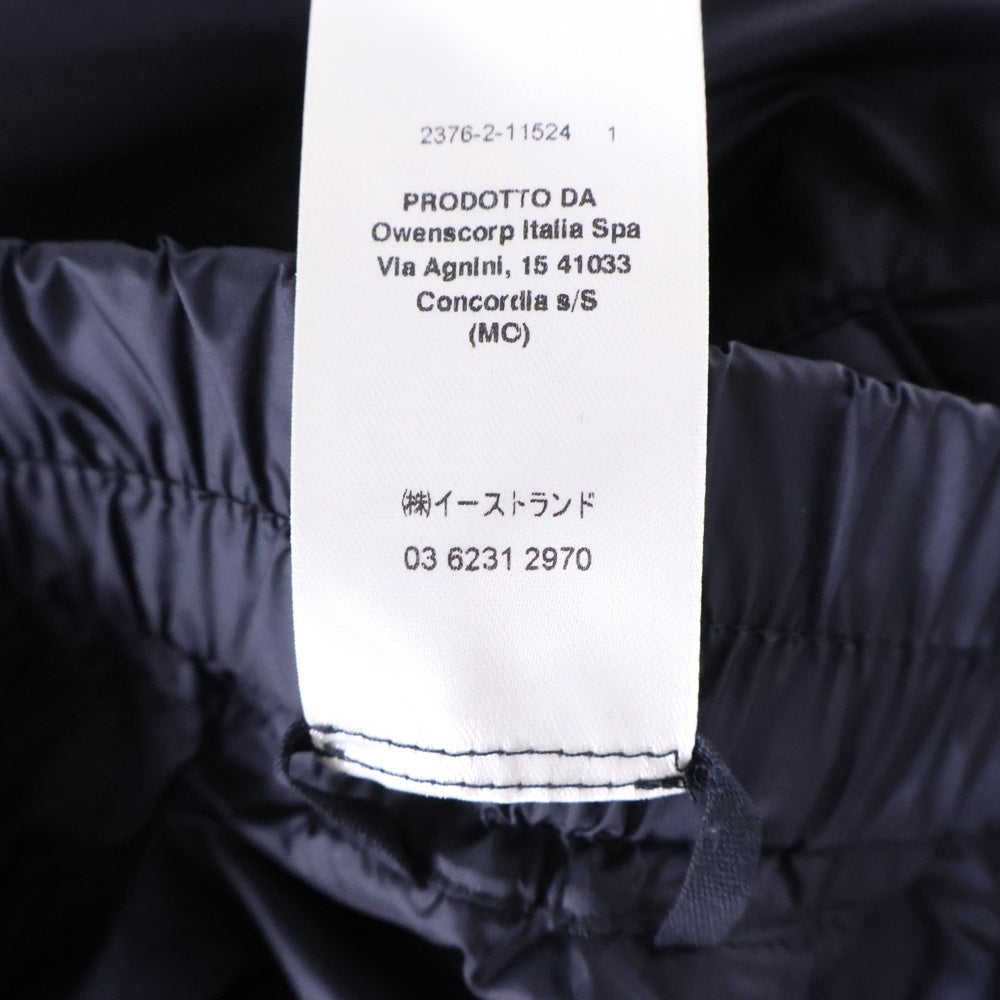 2376-2-11524 1
PRODOTTO DA
Owenscorp Italia Spa
Via Agnini, 15 41033
Concordia s/S
(MO)
㈱イーストランド
03 6231 2970